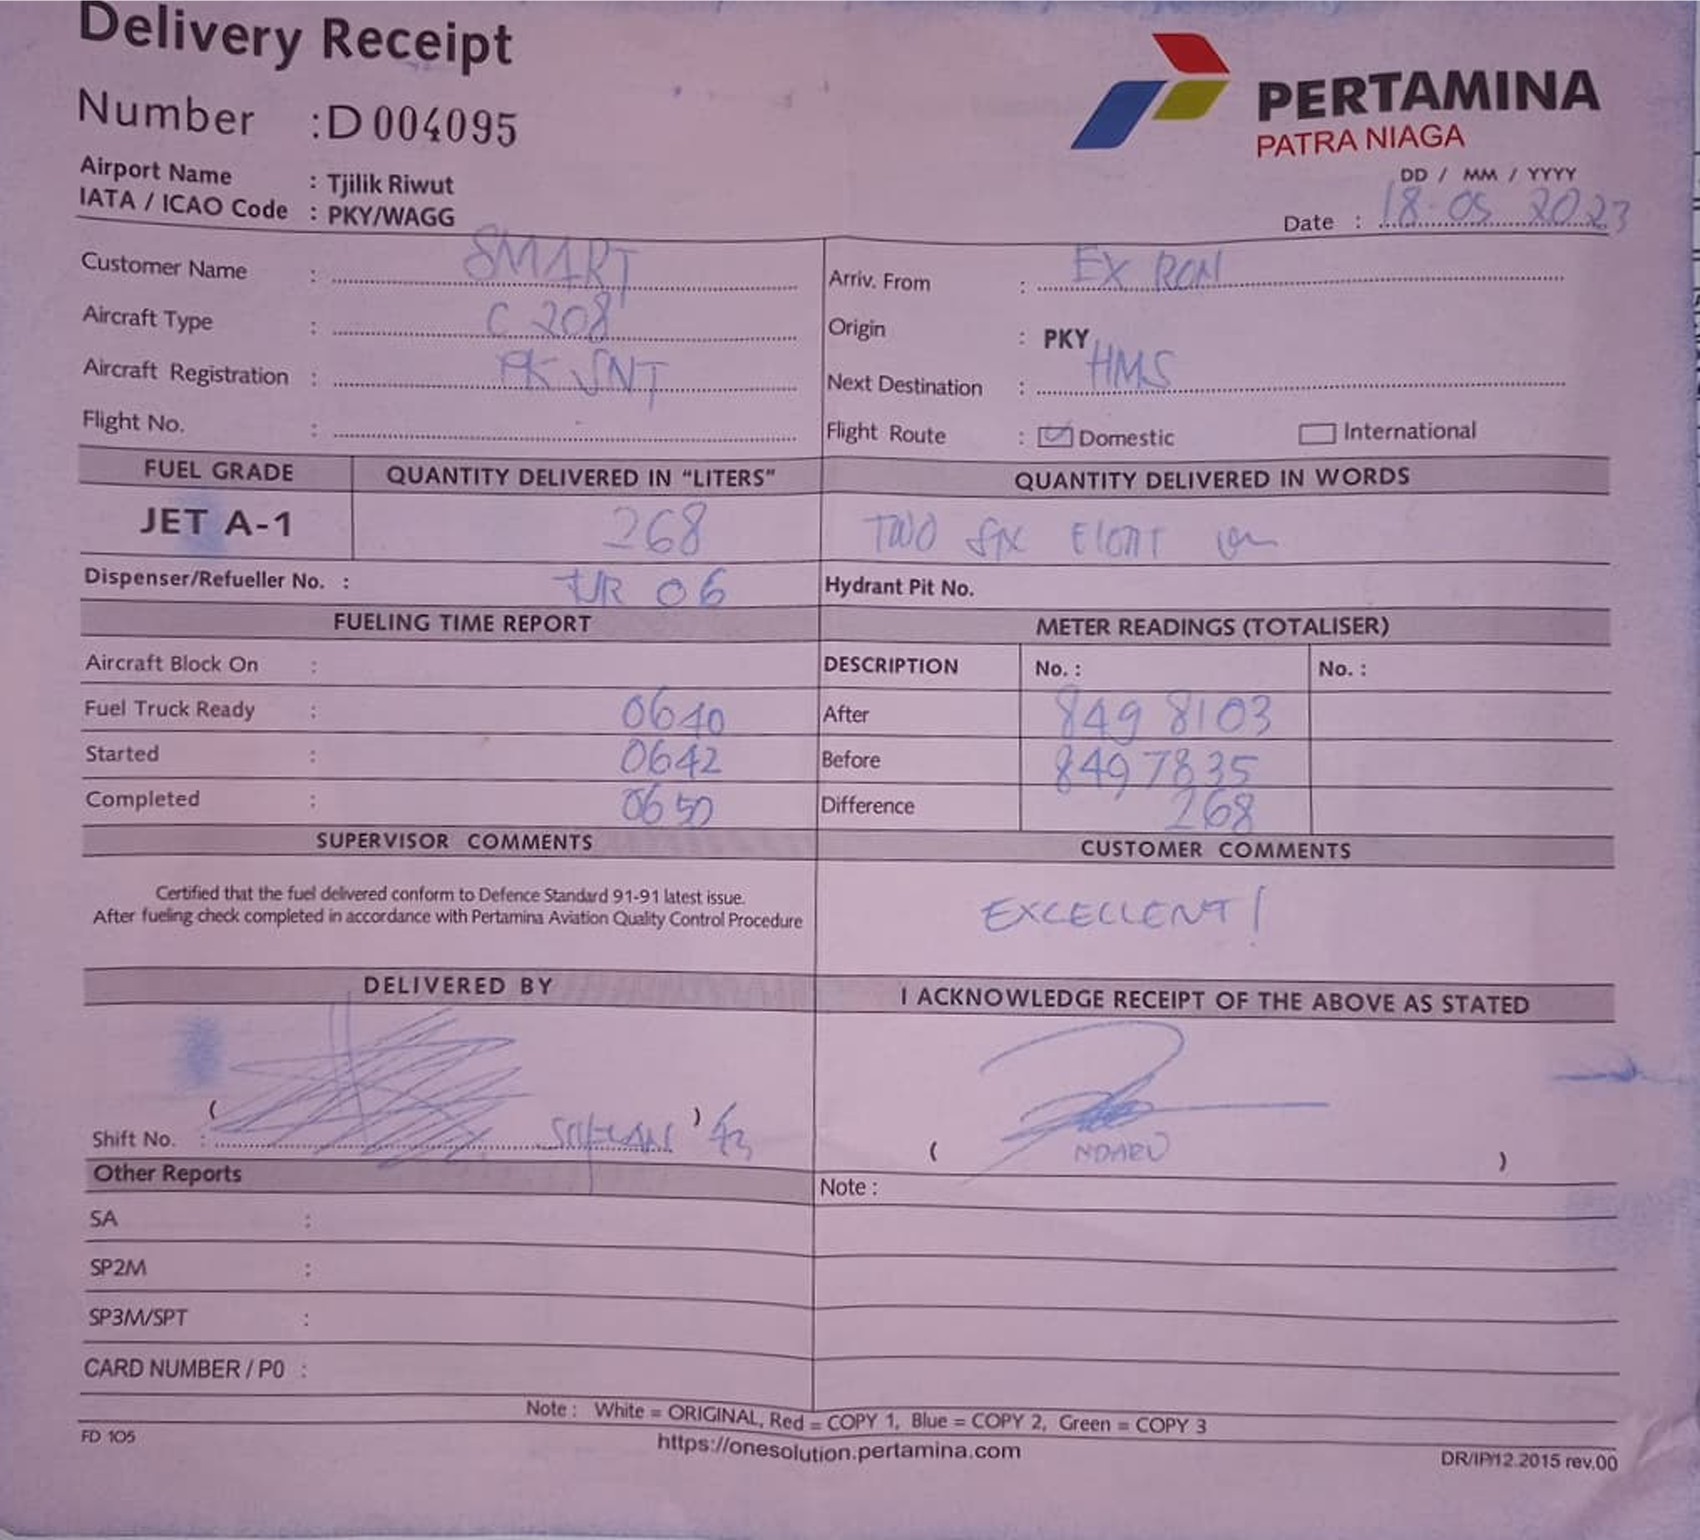 Delivery Receipt
Number : D 004095
PERTAMINA
PATRA NIAGA
Airport Name : Tjilik Riwut
IATA / ICAO Code : PKY/WAGG
DD / MM / YYYY
Date : 18-05 2023
Customer Name : SMART
Arriv. From : EX RON
Aircraft Type : C 208
Origin : PKY
Aircraft Registration : PK SNT
Next Destination : HMS
Flight No. :
Flight Route : Domestic International
FUEL GRADE QUANTITY DELIVERED IN “LITERS” QUANTITY DELIVERED IN WORDS
JET A-1 268 TWO SIX EIGHT
Dispenser/Refueller No. : 06 Hydrant Pit No.
FUELING TIME REPORT METER READINGS (TOTALISER)
Aircraft Block On : DESCRIPTION No. : No. :
Fuel Truck Ready : 0640 After 849 8103
Started : 0642 Before 8497835
Completed : 0650 Difference 268
SUPERVISOR COMMENTS CUSTOMER COMMENTS
Certified that the fuel delivered conform to Defence Standard 91-91 latest issue.
After fueling check completed in accordance with Pertamina Aviation Quality Control Procedure
EXCELLENT!
DELIVERED BY I ACKNOWLEDGE RECEIPT OF THE ABOVE AS STATED
( )
Shift No. :
( NDARU )
Other Reports
Note :
SA :
SP2M :
SP3M/SPT :
CARD NUMBER / PO :
Note : White = ORIGINAL, Red = COPY 1, Blue = COPY 2, Green = COPY 3
FD 105 https://onesolution.pertamina.com DR/IP/12.2015 rev.00